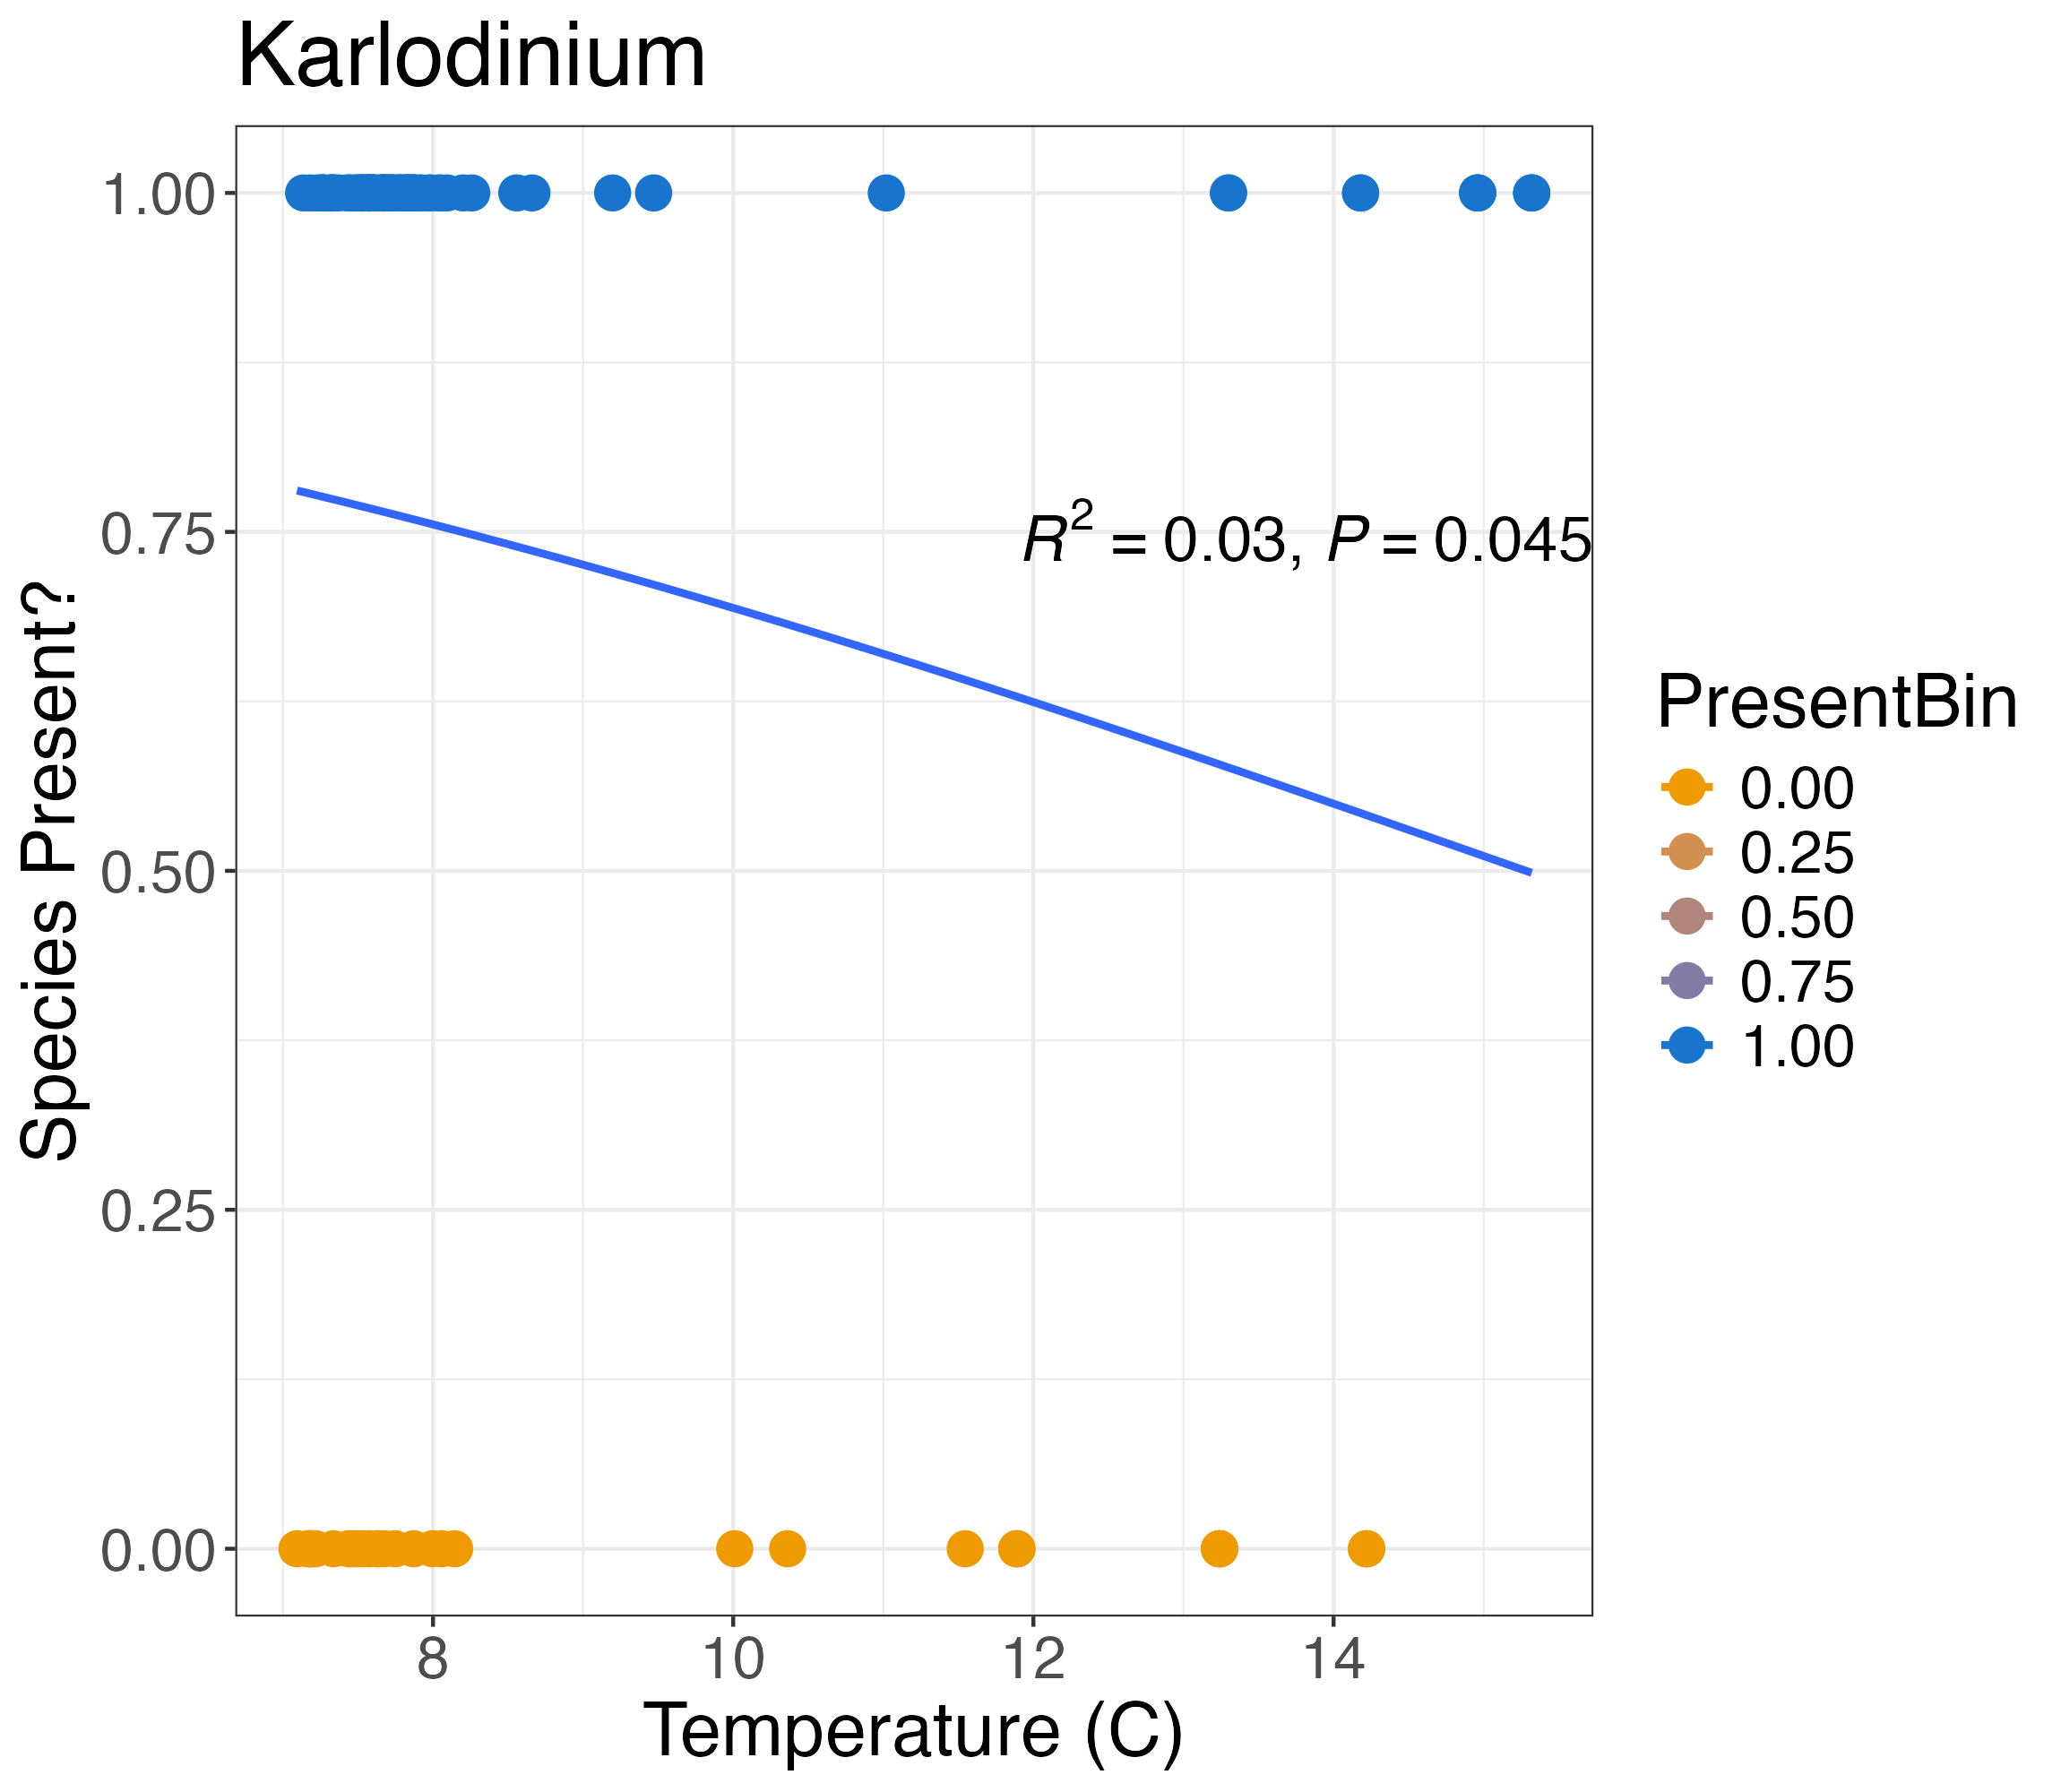 Karlodinium
1.00
0.75
0.50
0.25
0.00
Species Present?
R² = 0.03, P = 0.045
8 10 12 14
Temperature (C)
PresentBin
0.00
0.25
0.50
0.75
1.00